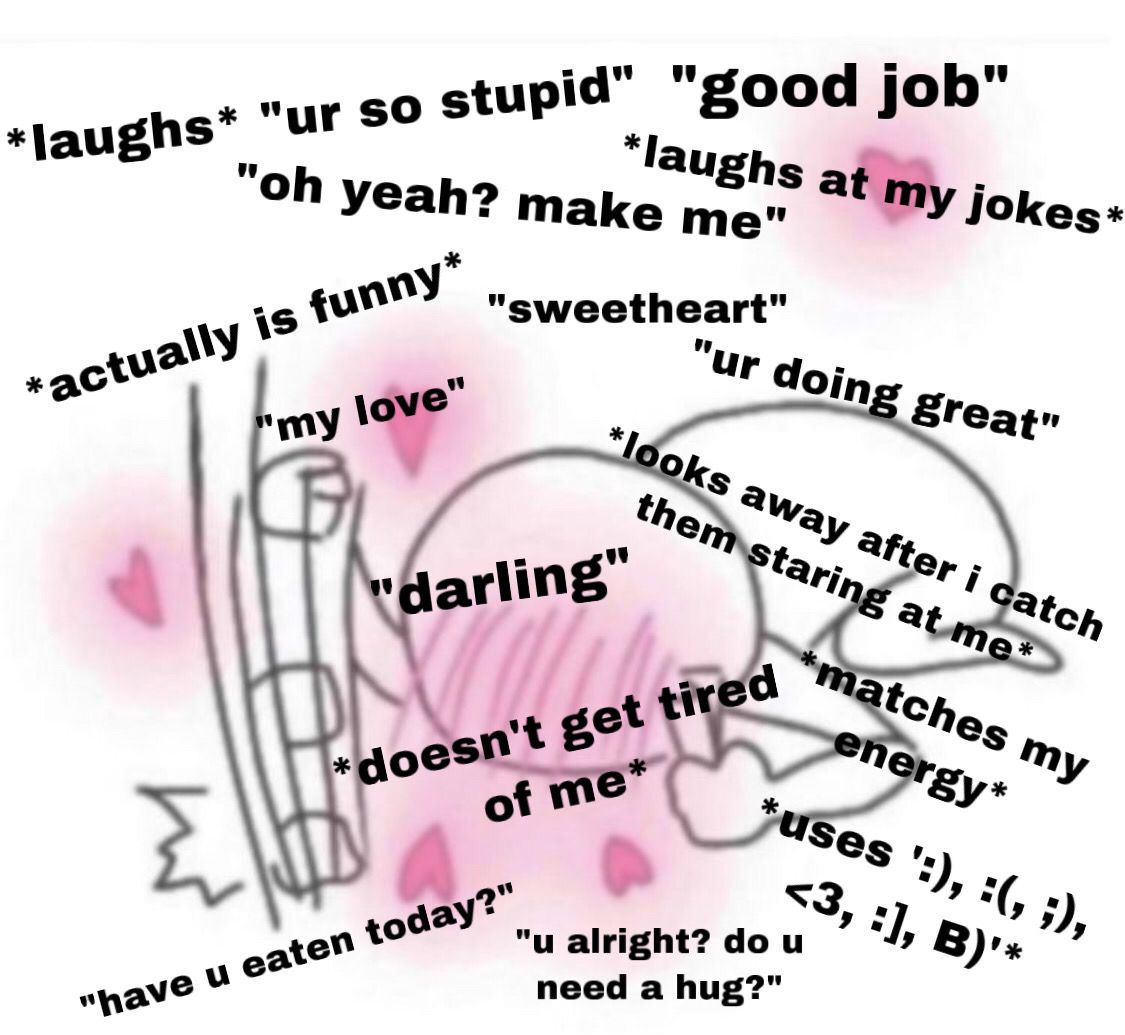 *laughs* "ur so stupid" "good job"
*laughs at my jokes*
"oh yeah? make me"
*actually is funny*
"sweetheart"
"ur doing great"
"my love"
*looks away after i catch
them staring at me*
"darling"
*doesn't get tired
of me*
*matches my
energy*
*uses ':), :(, ;),
<3, :], B)'*
"have u eaten today?"
"u alright? do u
need a hug?"